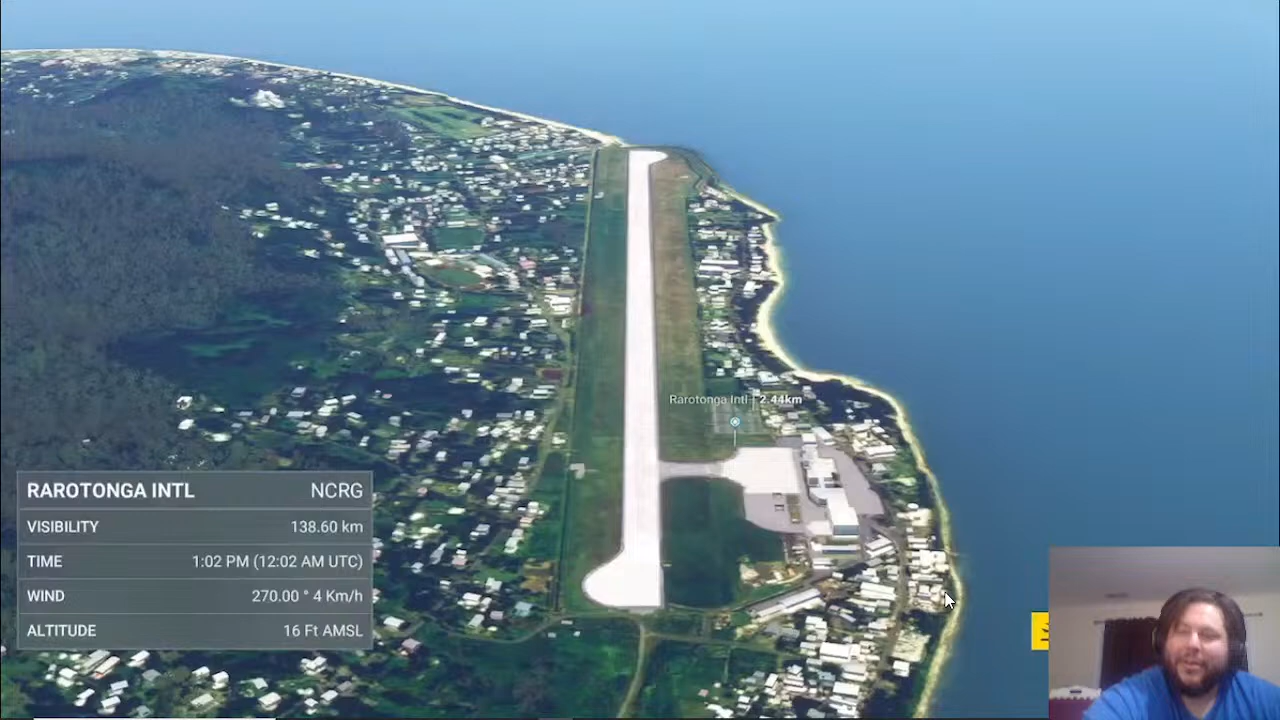 Rarotonga Intl | 2.44km
RAROTONGA INTL NCRG
VISIBILITY 138.60 km
TIME 1:02 PM (12:02 AM UTC)
WIND 270.00 ° 4 Km/h
ALTITUDE 16 Ft AMSL